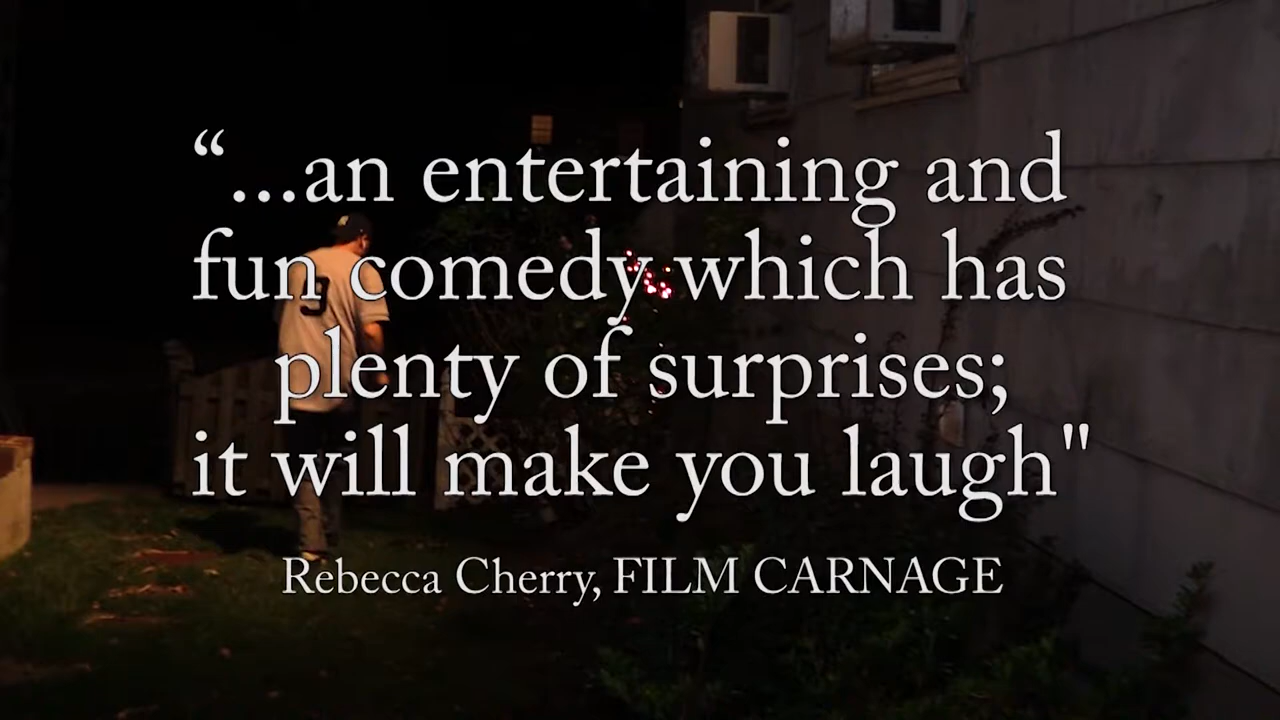 “...an entertaining and
fun comedy which has
plenty of surprises;
it will make you laugh"
Rebecca Cherry, FILM CARNAGE